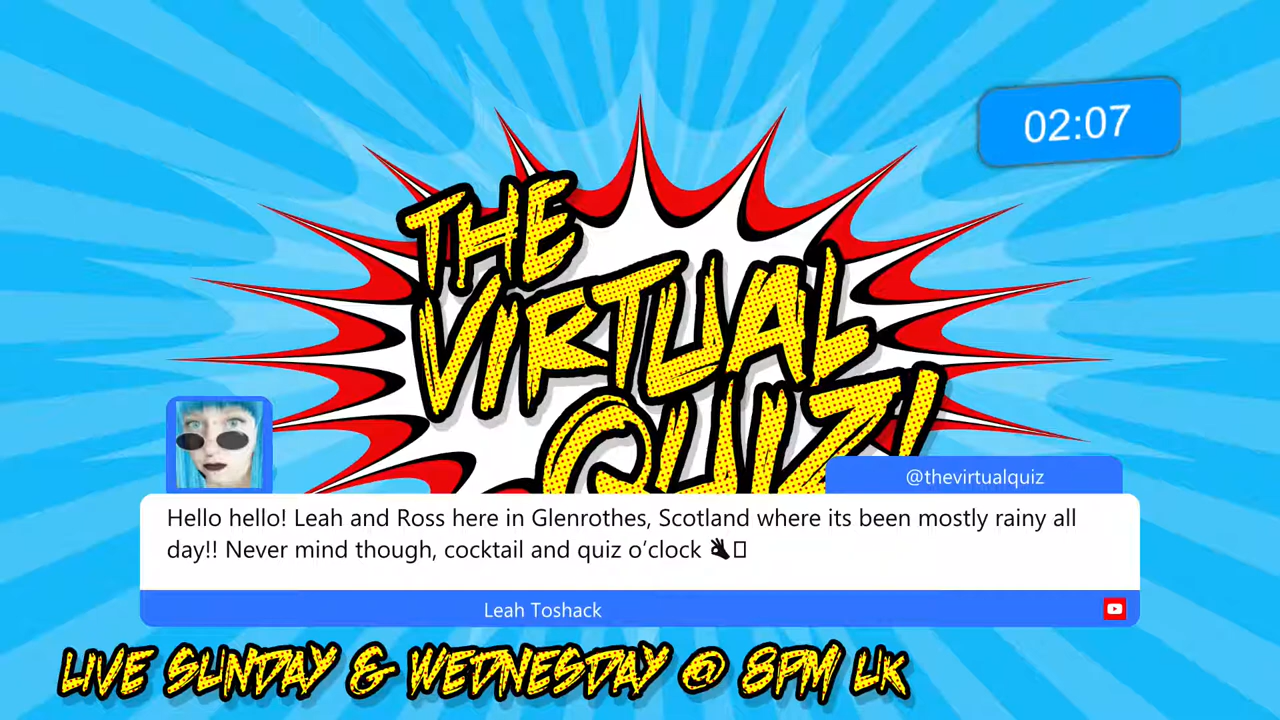 02:07
THE
VIRTUAL
QUIZ!
@thevirtualquiz
Hello hello! Leah and Ross here in Glenrothes, Scotland where its been mostly rainy all
day!! Never mind though, cocktail and quiz o’clock 👌
Leah Toshack
LIVE SUNDAY & WEDNESDAY @ 8PM UK